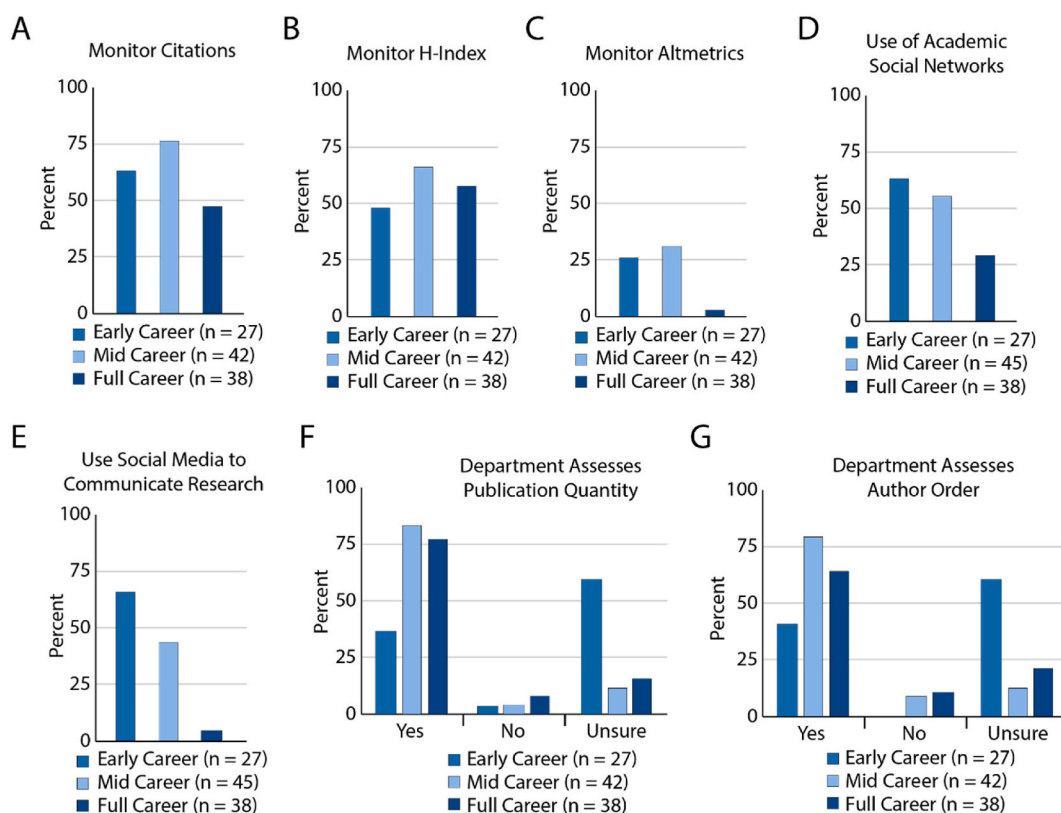 A
Monitor Citations
100
75
50
25
0
Percent
Early Career (n = 27)
Mid Career (n = 42)
Full Career (n = 38)
B
Monitor H-Index
100
75
50
25
0
Percent
Early Career (n = 27)
Mid Career (n = 42)
Full Career (n = 38)
C
Monitor Altmetrics
100
75
50
25
0
Percent
Early Career (n = 27)
Mid Career (n = 42)
Full Career (n = 38)
D
Use of Academic
Social Networks
100
75
50
25
0
Percent
Early Career (n = 27)
Mid Career (n = 45)
Full Career (n = 38)
E
Use Social Media to
Communicate Research
100
75
50
25
0
Percent
Early Career (n = 27)
Mid Career (n = 45)
Full Career (n = 38)
F
Department Assesses
Publication Quantity
100
75
50
25
0
Percent
Yes No Unsure
Early Career (n = 27)
Mid Career (n = 42)
Full Career (n = 38)
G
Department Assesses
Author Order
100
75
50
25
0
Percent
Yes No Unsure
Early Career (n = 27)
Mid Career (n = 42)
Full Career (n = 38)